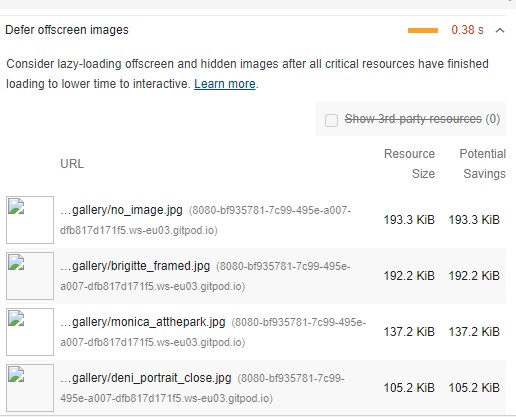 Defer offscreen images 0.38 s
Consider lazy-loading offscreen and hidden images after all critical resources have finished
loading to lower time to interactive. Learn more.
Show 3rd-party resources (0)
URL Resource Size Potential Savings
…gallery/no_image.jpg (8080-bf935781-7c99-495e-a007-
dfb817d171f5.ws-eu03.gitpod.io) 193.3 KiB 193.3 KiB
…gallery/brigitte_framed.jpg (8080-bf935781-7c99-495e-
a007-dfb817d171f5.ws-eu03.gitpod.io) 192.2 KiB 192.2 KiB
…gallery/monica_atthepark.jpg (8080-bf935781-7c99-495e-
a007-dfb817d171f5.ws-eu03.gitpod.io) 137.2 KiB 137.2 KiB
…gallery/deni_portrait_close.jpg (8080-bf935781-7c99-
495e-a007-dfb817d171f5.ws-eu03.gitpod.io) 105.2 KiB 105.2 KiB